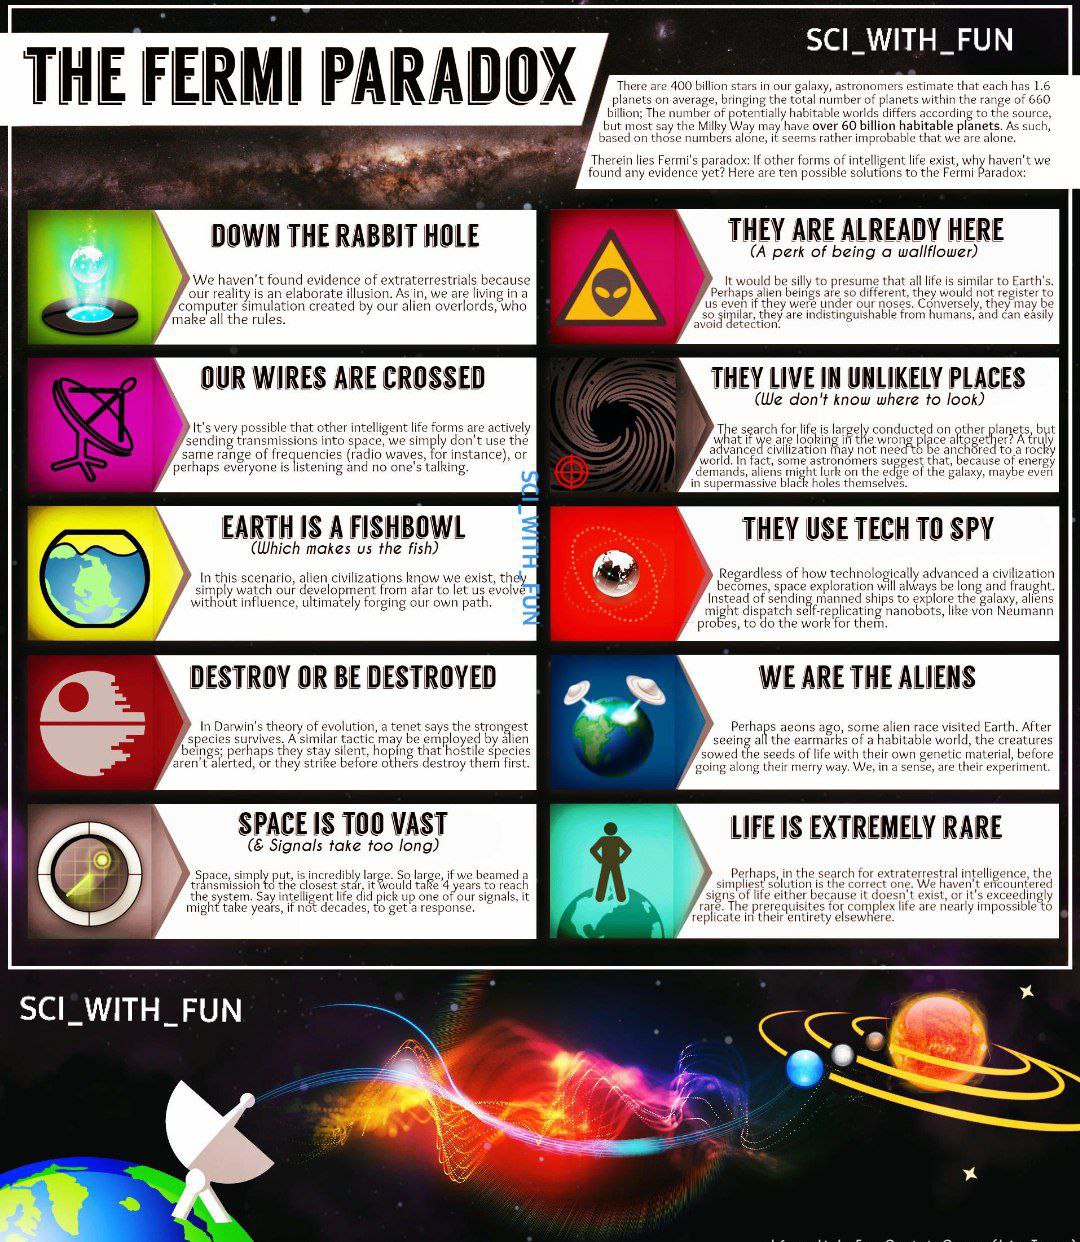 SCI_WITH_FUN
THE FERMI PARADOX
There are 400 billion stars in our galaxy, astronomers estimate that each has 1.6
planets on average, bringing the total number of planets within the range of 660
billion; The number of potentially habitable worlds differs according to the source,
but most say the Milky Way may have over 60 billion habitable planets. As such,
based on those numbers alone, it seems rather improbable that we are alone.
Therein lies Fermi's paradox: If other forms of intelligent life exist, why haven't we
found any evidence yet? Here are ten possible solutions to the Fermi Paradox:
DOWN THE RABBIT HOLE
We haven't found evidence of extraterrestrials because
our reality is an elaborate illusion. As in, we are living in a
computer simulation created by our alien overlords, who
make all the rules.
THEY ARE ALREADY HERE
(A perk of being a wallflower)
It would be silly to presume that all life is similar to Earth's.
Perhaps alien beings are so different, they would not register to
us even if they were under our noses. Conversely, they may be
so similar, they are indistinguishable from humans, and can easily
avoid detection.
OUR WIRES ARE CROSSED
It's very possible that other intelligent life forms are actively
sending transmissions into space, we simply don't use the
same range of frequencies (radio waves, for instance), or
perhaps everyone is listening and no one's talking.
THEY LIVE IN UNLIKELY PLACES
(We don't know where to look)
The search for life is largely conducted on other planets, but
what if we are looking in the wrong place altogether? A truly
advanced civilization may not need to be anchored to a rocky
world. In fact, some astronomers suggest that, because of energy
demands, aliens might lurk on the edge of the galaxy, maybe even
in supermassive black holes themselves.
SCI_WITH_FUN
EARTH IS A FISHBOWL
(Which makes us the fish)
In this scenario, alien civilizations know we exist, they
simply watch our development from afar to let us evolve
without influence, ultimately forging our own path.
THEY USE TECH TO SPY
Regardless of how technologically advanced a civilization
becomes, space exploration will always be long and fraught.
Instead of sending manned ships to explore the galaxy, aliens
might dispatch self-replicating nanobots, like von Neumann
probes, to do the work for them.
DESTROY OR BE DESTROYED
In Darwin's theory of evolution, a tenet says the strongest
species survives. A similar tactic may be employed by alien
beings; perhaps they stay silent, hoping that hostile species
aren't alerted, or they strike before others destroy them first.
WE ARE THE ALIENS
Perhaps aeons ago, some alien race visited Earth. After
seeing all the earmarks of a habitable world, the creatures
sowed the seeds of life with their own genetic material, before
going along their merry way. We, in a sense, are their experiment.
SPACE IS TOO VAST
(& Signals take too long)
Space, simply put, is incredibly large. So large, if we beamed a
transmission to the closest star, it would take 4 years to reach
the system. Say intelligent life did pick up one of our signals, it
might take years, if not decades, to get a response.
LIFE IS EXTREMELY RARE
Perhaps, in the search for extraterrestrial intelligence, the
simpliest solution is the correct one. We haven't encountered
signs of life either because it doesn't exist, or it's exceedingly
rare. The prerequisites for complex life are nearly impossible to
replicate in their entirety elsewhere.
SCI_WITH_FUN